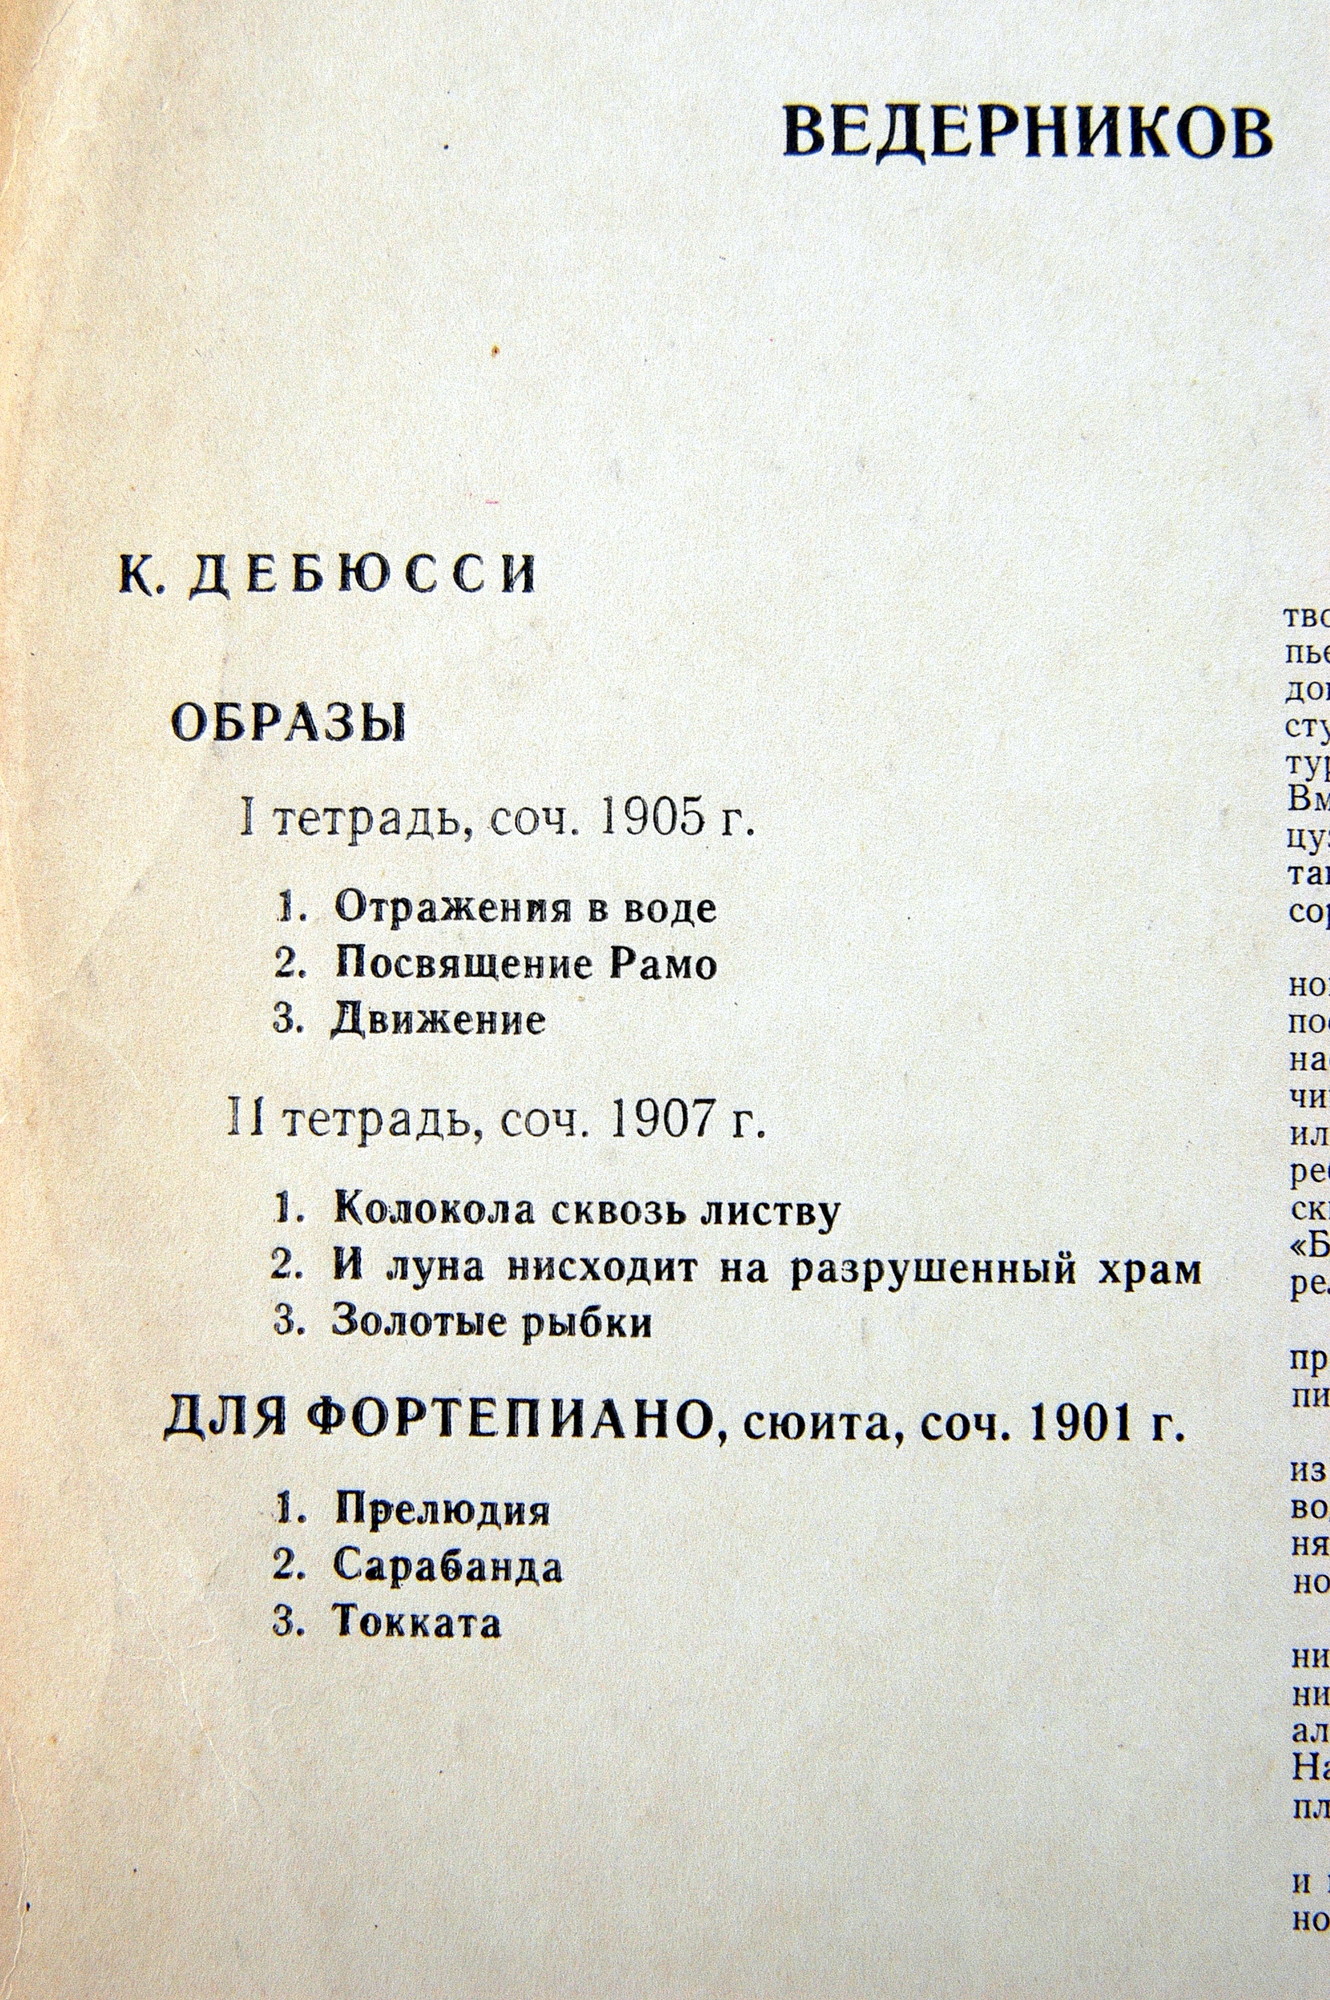 ВЕДЕРНИКОВ
К. ДЕБЮССИ
ОБРАЗЫ
I тетрадь, соч. 1905 г.
1. Отражения в воде
2. Посвящение Рамо
3. Движение
II тетрадь, соч. 1907 г.
1. Колокола сквозь листву
2. И луна нисходит на разрушенный храм
3. Золотые рыбки
ДЛЯ ФОРТЕПИАНО, сюита, соч. 1901 г.
1. Прелюдия
2. Сарабанда
3. Токката